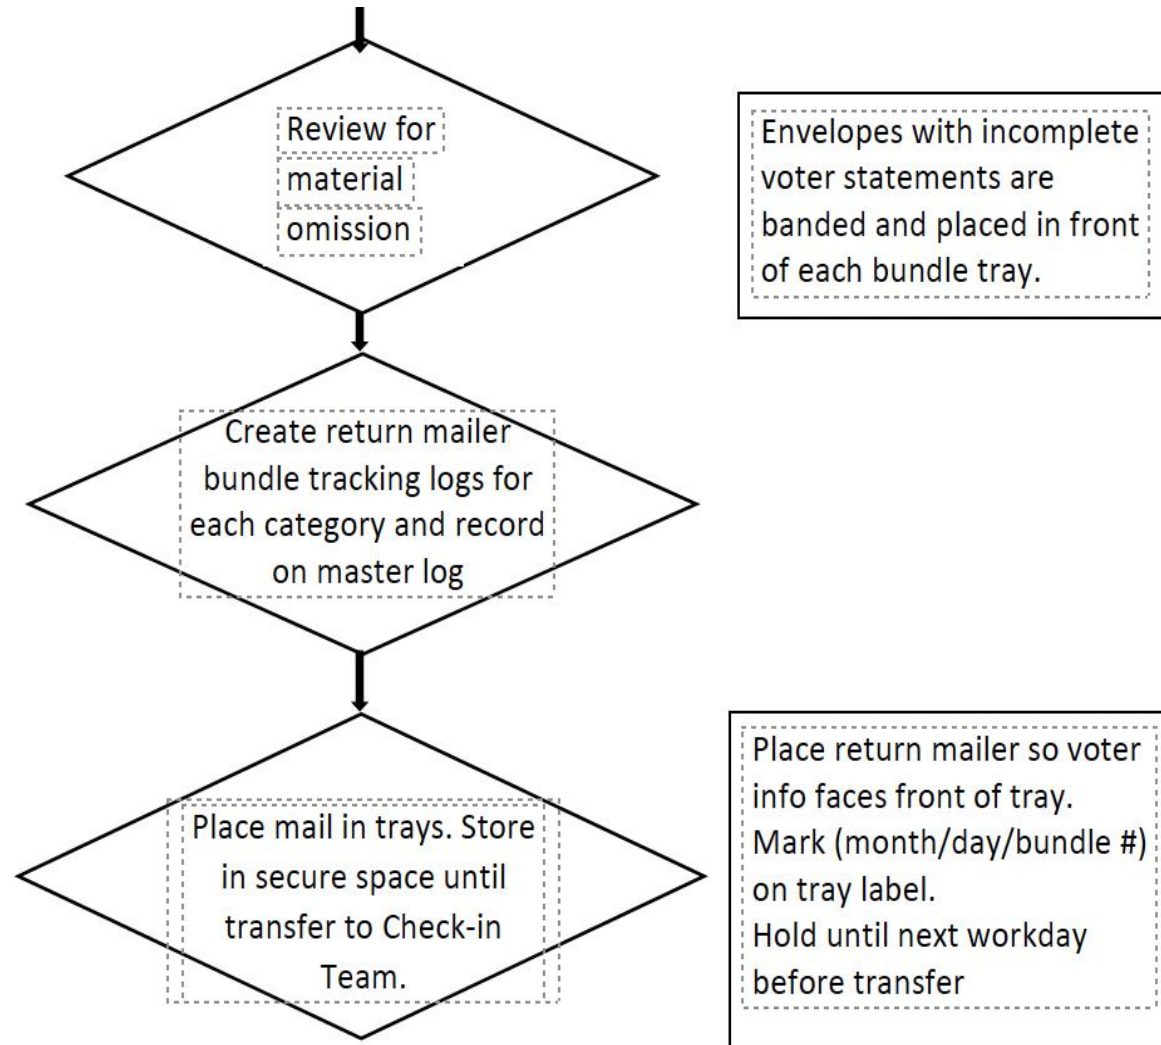 Review for
material
omission
Envelopes with incomplete
voter statements are
banded and placed in front
of each bundle tray.
Create return mailer
bundle tracking logs for
each category and record
on master log
Place mail in trays. Store
in secure space until
transfer to Check-in
Team.
Place return mailer so voter
info faces front of tray.
Mark (month/day/bundle #)
on tray label.
Hold until next workday
before transfer